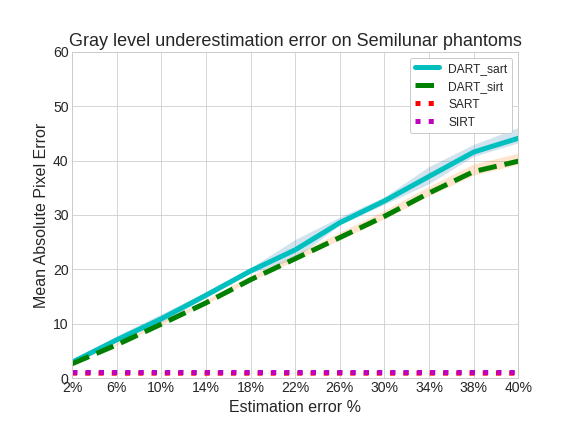 Gray level underestimation error on Semilunar phantoms
60
50
40
30
20
10
0
Mean Absolute Pixel Error
DART_sart
DART_sirt
SART
SIRT
2% 6% 10% 14% 18% 22% 26% 30% 34% 38% 40%
Estimation error %